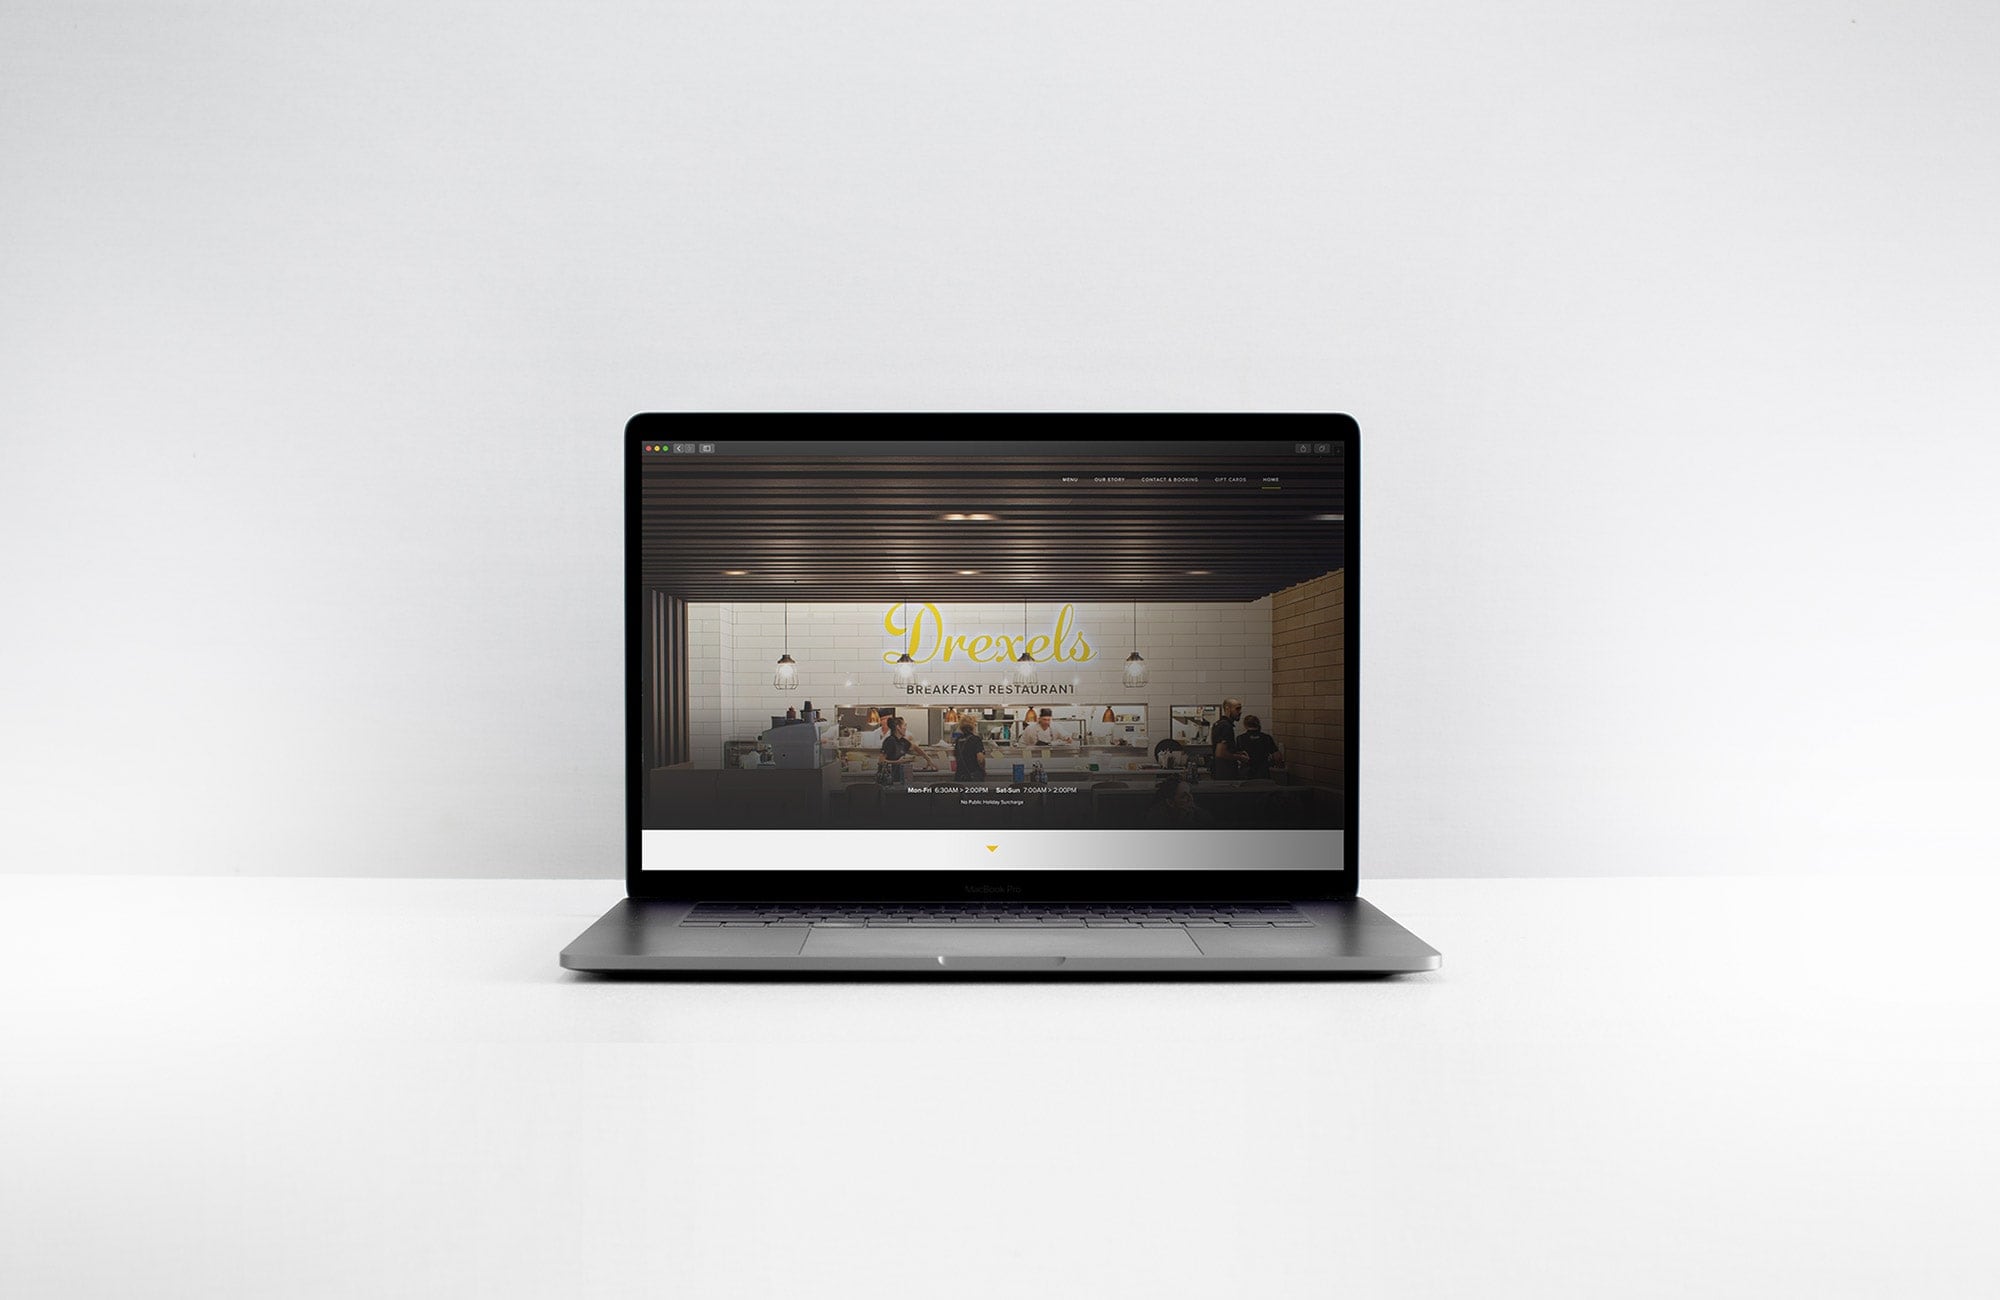 MENU OUR STORY CONTACT & BOOKING GIFT CARDS HOME
Drexels
BREAKFAST RESTAURANT
Mon-Fri 6:30AM > 2:00PM Sat-Sun 7:00AM > 2:00PM
No Public Holiday Surcharge
MacBook Pro